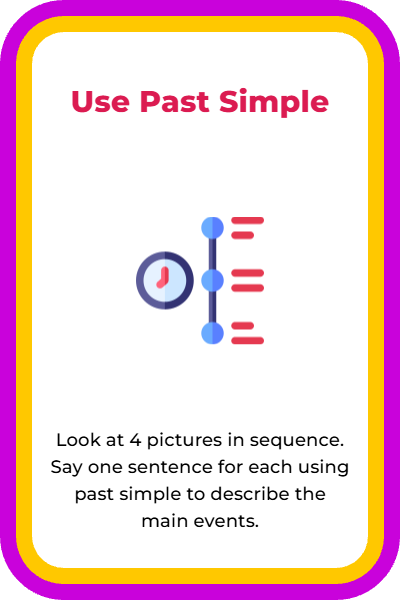 Use Past Simple
Look at 4 pictures in sequence.
Say one sentence for each using
past simple to describe the
main events.